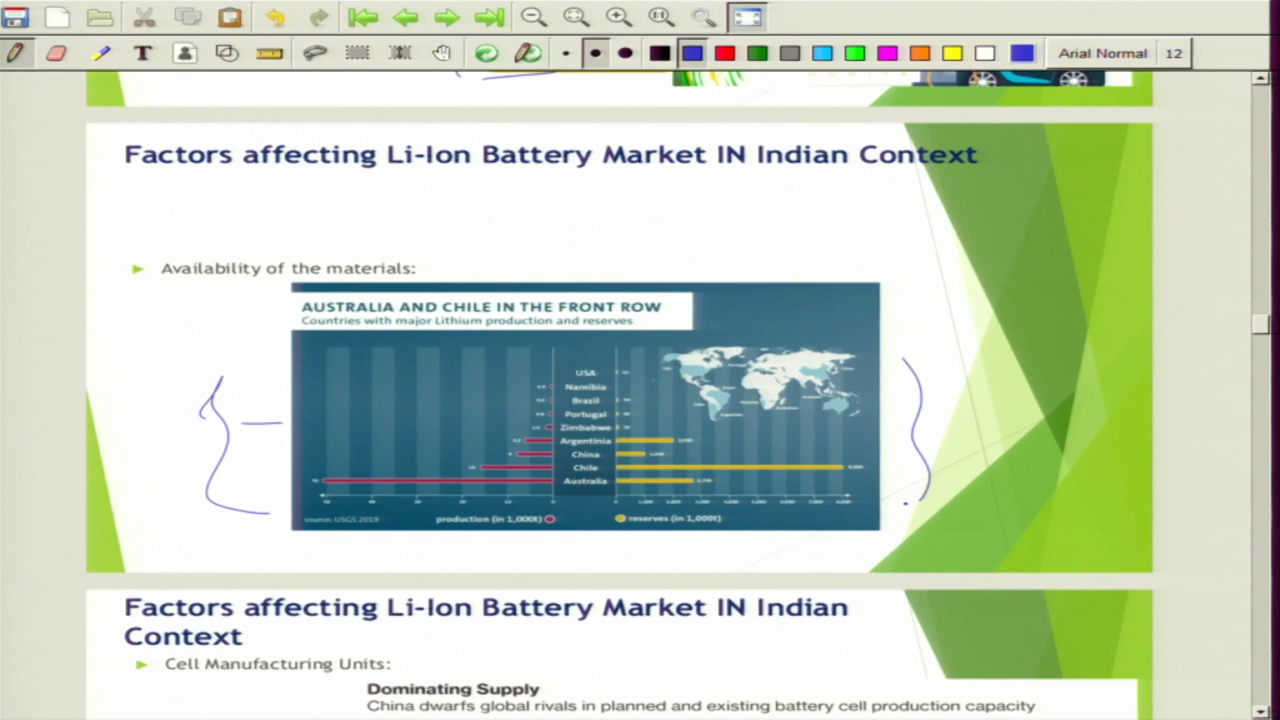 Arial Normal 12
Factors affecting Li-Ion Battery Market IN Indian Context
Availability of the materials:
AUSTRALIA AND CHILE IN THE FRONT ROW
Countries with major Lithium production and reserves
USA
Namibia
Brazil
Portugal
Zimbabwe
Argentinia
China
Chile
Australia
source: USGS 2019
production (in 1,000t)
reserves (in 1,000t)
Factors affecting Li-Ion Battery Market IN Indian
Context
Cell Manufacturing Units:
Dominating Supply
China dwarfs global rivals in planned and existing battery cell production capacity